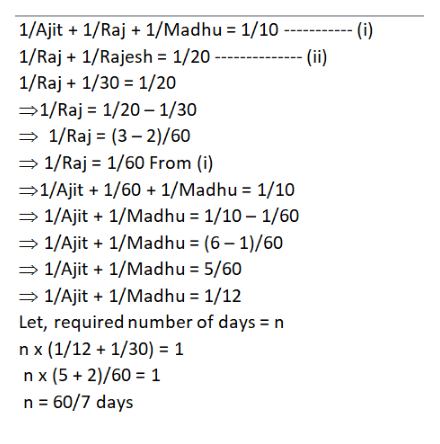 1/Ajit + 1/Raj + 1/Madhu = 1/10 ----------- (i)
1/Raj + 1/Rajesh = 1/20 -------------- (ii)
1/Raj + 1/30 = 1/20
⇒1/Raj = 1/20 – 1/30
⇒ 1/Raj = (3 – 2)/60
⇒ 1/Raj = 1/60 From (i)
⇒1/Ajit + 1/60 + 1/Madhu = 1/10
⇒ 1/Ajit + 1/Madhu = 1/10 – 1/60
⇒ 1/Ajit + 1/Madhu = (6 – 1)/60
⇒ 1/Ajit + 1/Madhu = 5/60
⇒ 1/Ajit + 1/Madhu = 1/12
Let, required number of days = n
n x (1/12 + 1/30) = 1
n x (5 + 2)/60 = 1
n = 60/7 days